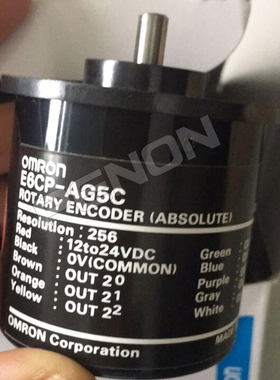 XENON
OMRON
E6CP-AG5C
ROTARY ENCODER (ABSOLUTE)
Resolution : 256
Red : 12to24VDC
Black : 0V(COMMON)
Brown : OUT 2⁰
Orange : OUT 2¹
Yellow : OUT 2²
Green :
Blue :
Purple :
Gray :
White :
OMRON Corporation